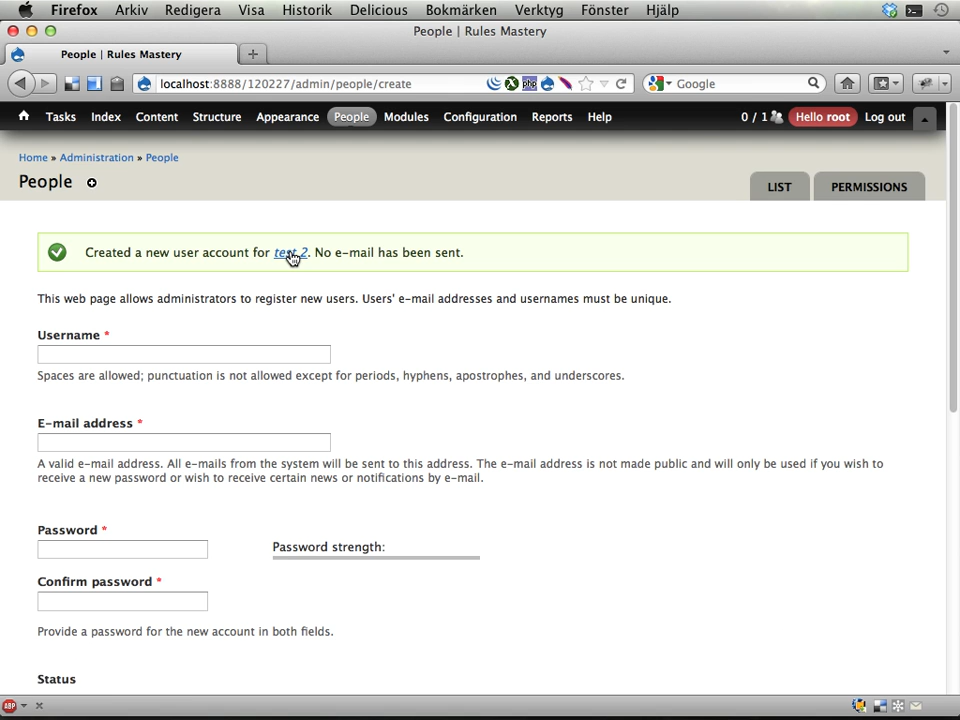 Firefox Arkiv Redigera Visa Historik Delicious Bokmärken Verktyg Fönster Hjälp
People | Rules Mastery
People | Rules Mastery
localhost:8888/120227/admin/people/create
php
Google
Tasks Index Content Structure Appearance People Modules Configuration Reports Help 0 / 1 Hello root Log out
Home » Administration » People
People
LIST PERMISSIONS
Created a new user account for test 2. No e-mail has been sent.
This web page allows administrators to register new users. Users' e-mail addresses and usernames must be unique.
Username *
Spaces are allowed; punctuation is not allowed except for periods, hyphens, apostrophes, and underscores.
E-mail address *
A valid e-mail address. All e-mails from the system will be sent to this address. The e-mail address is not made public and will only be used if you wish to
receive a new password or wish to receive certain news or notifications by e-mail.
Password *
Password strength:
Confirm password *
Provide a password for the new account in both fields.
Status
ABP